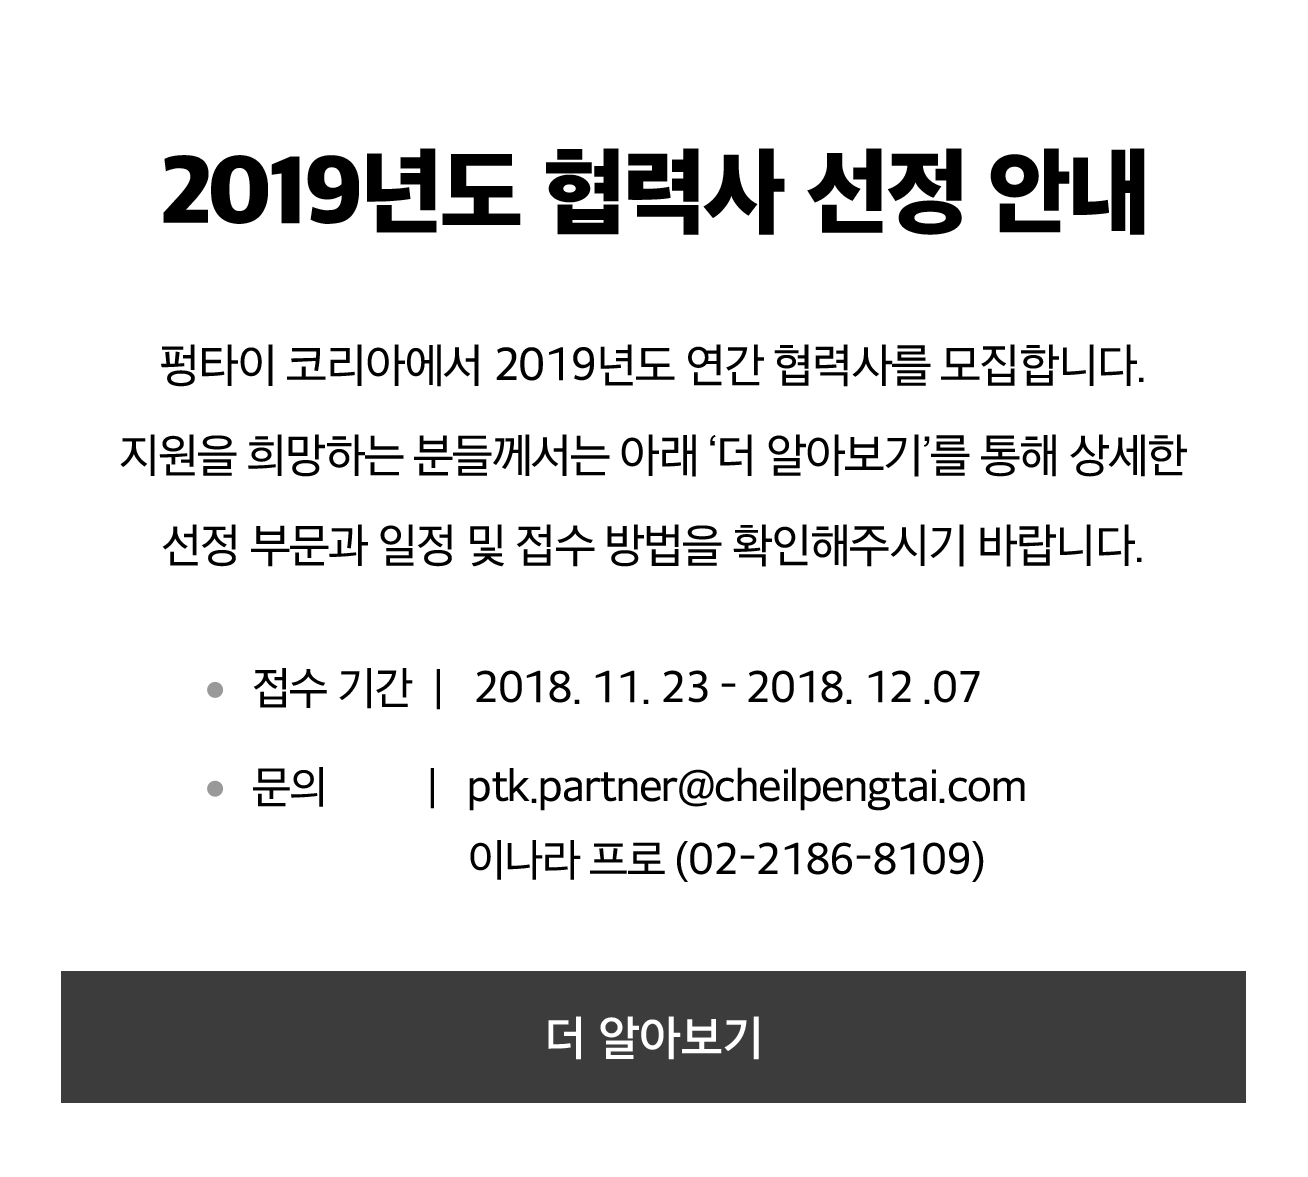 2019년도 협력사 선정 안내
펑타이 코리아에서 2019년도 연간 협력사를 모집합니다.
지원을 희망하는 분들께서는 아래 ‘더 알아보기’를 통해 상세한
선정 부문과 일정 및 접수 방법을 확인해주시기 바랍니다.
● 접수 기간 | 2018. 11. 23 - 2018. 12 .07
● 문의 | ptk.partner@cheilpengtai.com
이나라 프로 (02-2186-8109)
더 알아보기